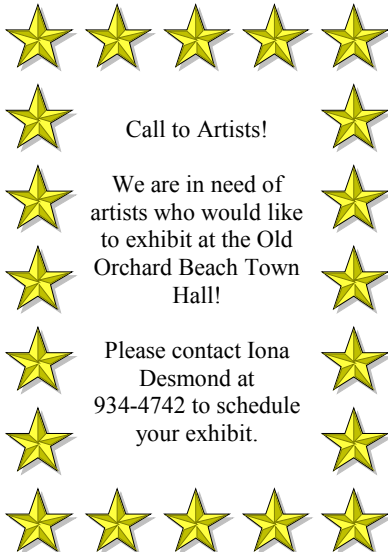 Call to Artists!
We are in need of
artists who would like
to exhibit at the Old
Orchard Beach Town
Hall!
Please contact Iona
Desmond at
934-4742 to schedule
your exhibit.